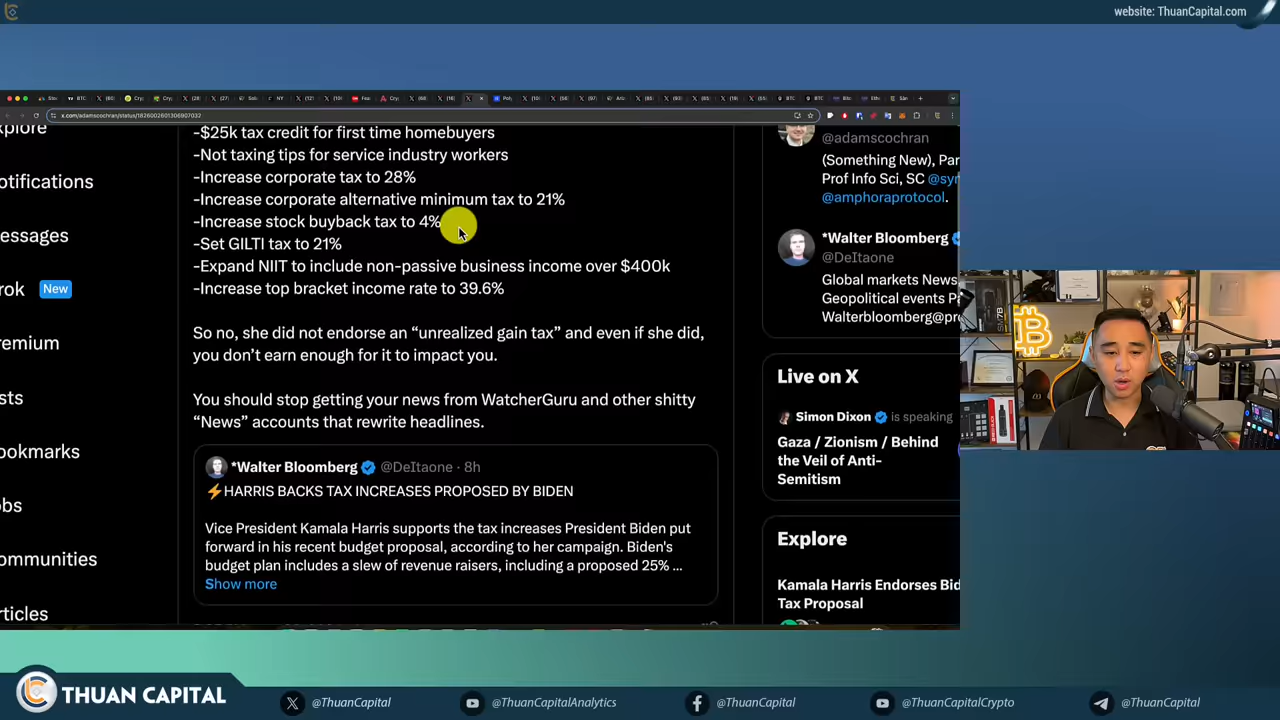 website: ThuanCapital.com
x.com/adamscochran/status/1826002601306907032
xplore
otifications
essages
rok New
remium
sts
ookmarks
obs
ommunities
rticles
-$25k tax credit for first time homebuyers
-Not taxing tips for service industry workers
-Increase corporate tax to 28%
-Increase corporate alternative minimum tax to 21%
-Increase stock buyback tax to 4%
-Set GILTI tax to 21%
-Expand NIIT to include non-passive business income over $400k
-Increase top bracket income rate to 39.6%
So no, she did not endorse an “unrealized gain tax” and even if she did,
you don’t earn enough for it to impact you.
You should stop getting your news from WatcherGuru and other shitty
“News” accounts that rewrite headlines.
*Walter Bloomberg @DeItaone · 8h
⚡HARRIS BACKS TAX INCREASES PROPOSED BY BIDEN
Vice President Kamala Harris supports the tax increases President Biden put
forward in his recent budget proposal, according to her campaign. Biden's
budget plan includes a slew of revenue raisers, including a proposed 25% ...
Show more
@adamscochran
(Something New), Par
Prof Info Sci, SC @syn
@amphoraprotocol.
*Walter Bloomberg
@DeItaone
Global markets News
Geopolitical events P
Walterbloomberg@pr
Live on X
Simon Dixon is speaking
Gaza / Zionism / Behind
the Veil of Anti-
Semitism
Explore
Kamala Harris Endorses Bid
Tax Proposal
THUAN CAPITAL
@ThuanCapital
@ThuanCapitalAnalytics
@ThuanCapital
@ThuanCapitalCrypto
@ThuanCapital